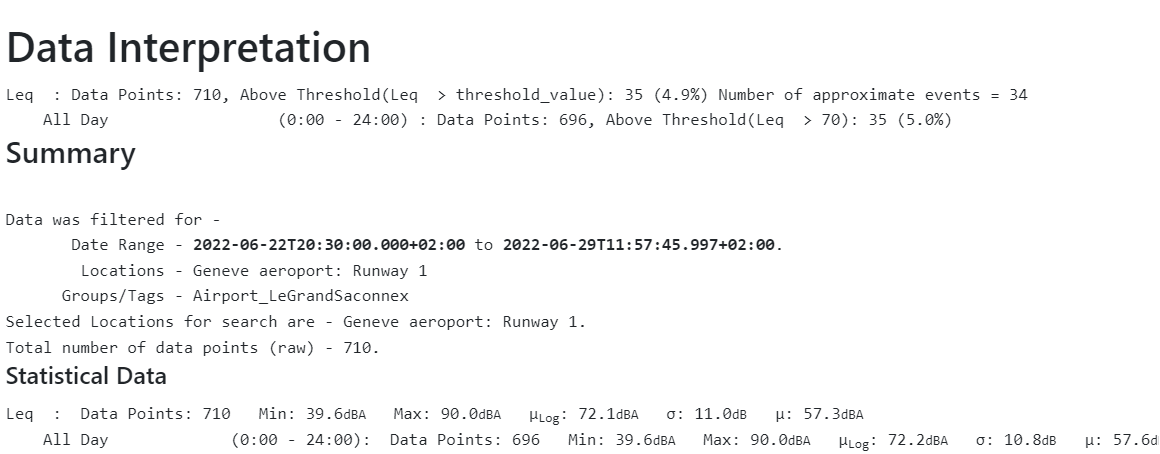 Data Interpretation
Leq : Data Points: 710, Above Threshold(Leq > threshold_value): 35 (4.9%) Number of approximate events = 34
All Day (0:00 - 24:00) : Data Points: 696, Above Threshold(Leq > 70): 35 (5.0%)
Summary
Data was filtered for -
Date Range - 2022-06-22T20:30:00.000+02:00 to 2022-06-29T11:57:45.997+02:00.
Locations - Geneve aeroport: Runway 1
Groups/Tags - Airport_LeGrandSaconnex
Selected Locations for search are - Geneve aeroport: Runway 1.
Total number of data points (raw) - 710.
Statistical Data
Leq : Data Points: 710 Min: 39.6dBA Max: 90.0dBA μLog: 72.1dBA σ: 11.0dB μ: 57.3dBA
All Day (0:00 - 24:00): Data Points: 696 Min: 39.6dBA Max: 90.0dBA μLog: 72.2dBA σ: 10.8dB μ: 57.6d